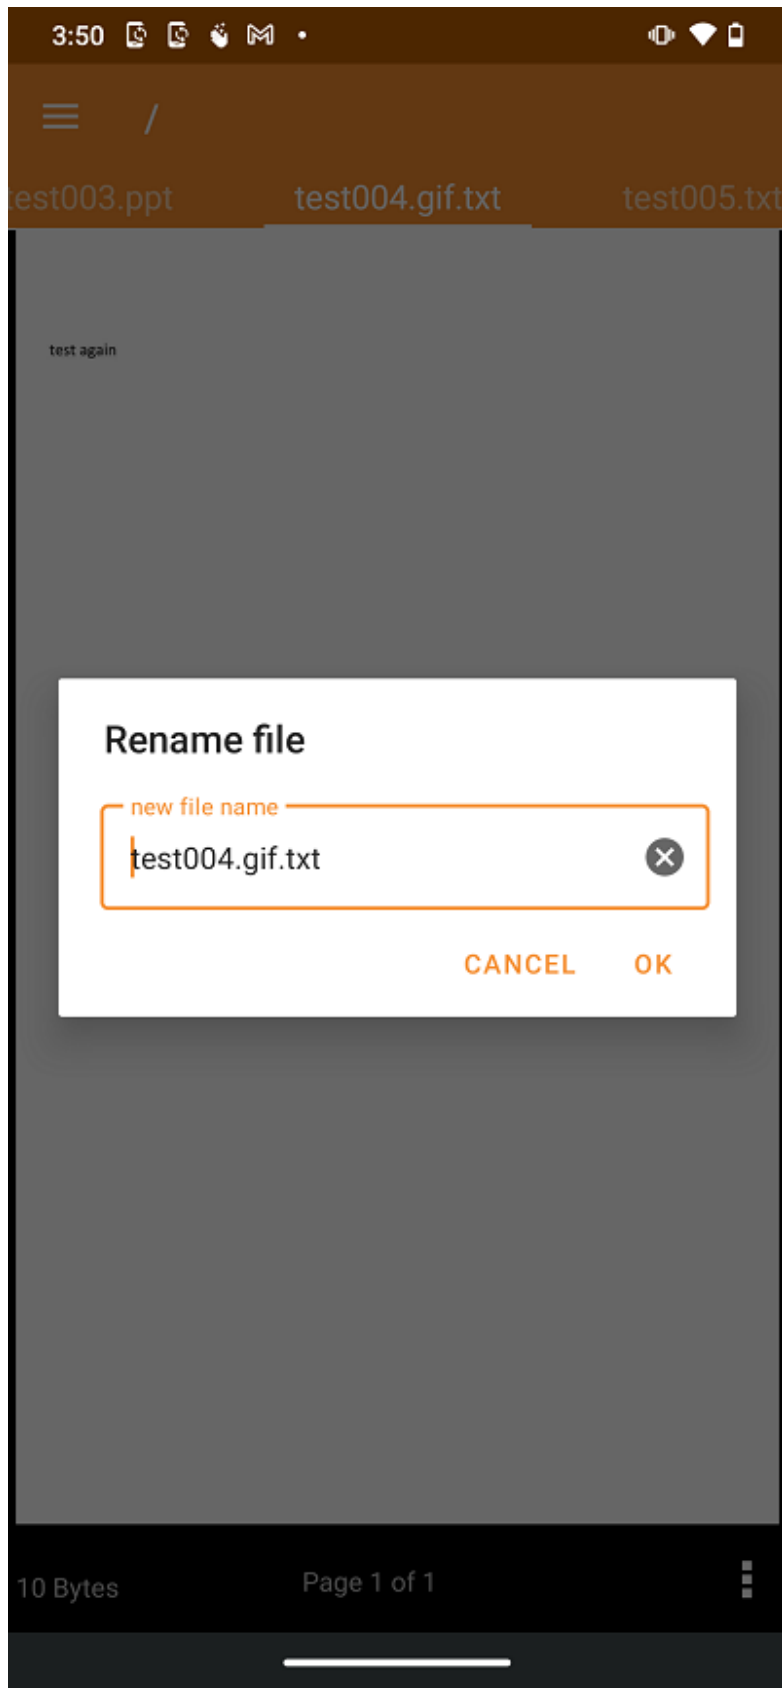 3:50
/
test003.ppt test004.gif.txt test005.txt
test again
Rename file
new file name
test004.gif.txt
CANCEL OK
10 Bytes Page 1 of 1